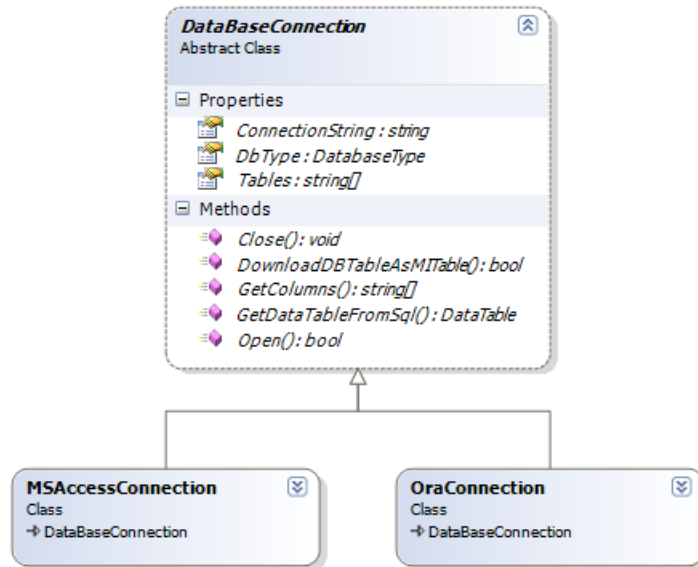 DataBaseConnection
Abstract Class
Properties
ConnectionString : string
DbType : DatabaseType
Tables : string[]
Methods
Close() : void
DownloadDBTableAsMITable() : bool
GetColumns() : string[]
GetDataTableFromSql() : DataTable
Open() : bool
MSAccessConnection
Class
DataBaseConnection
OraConnection
Class
DataBaseConnection